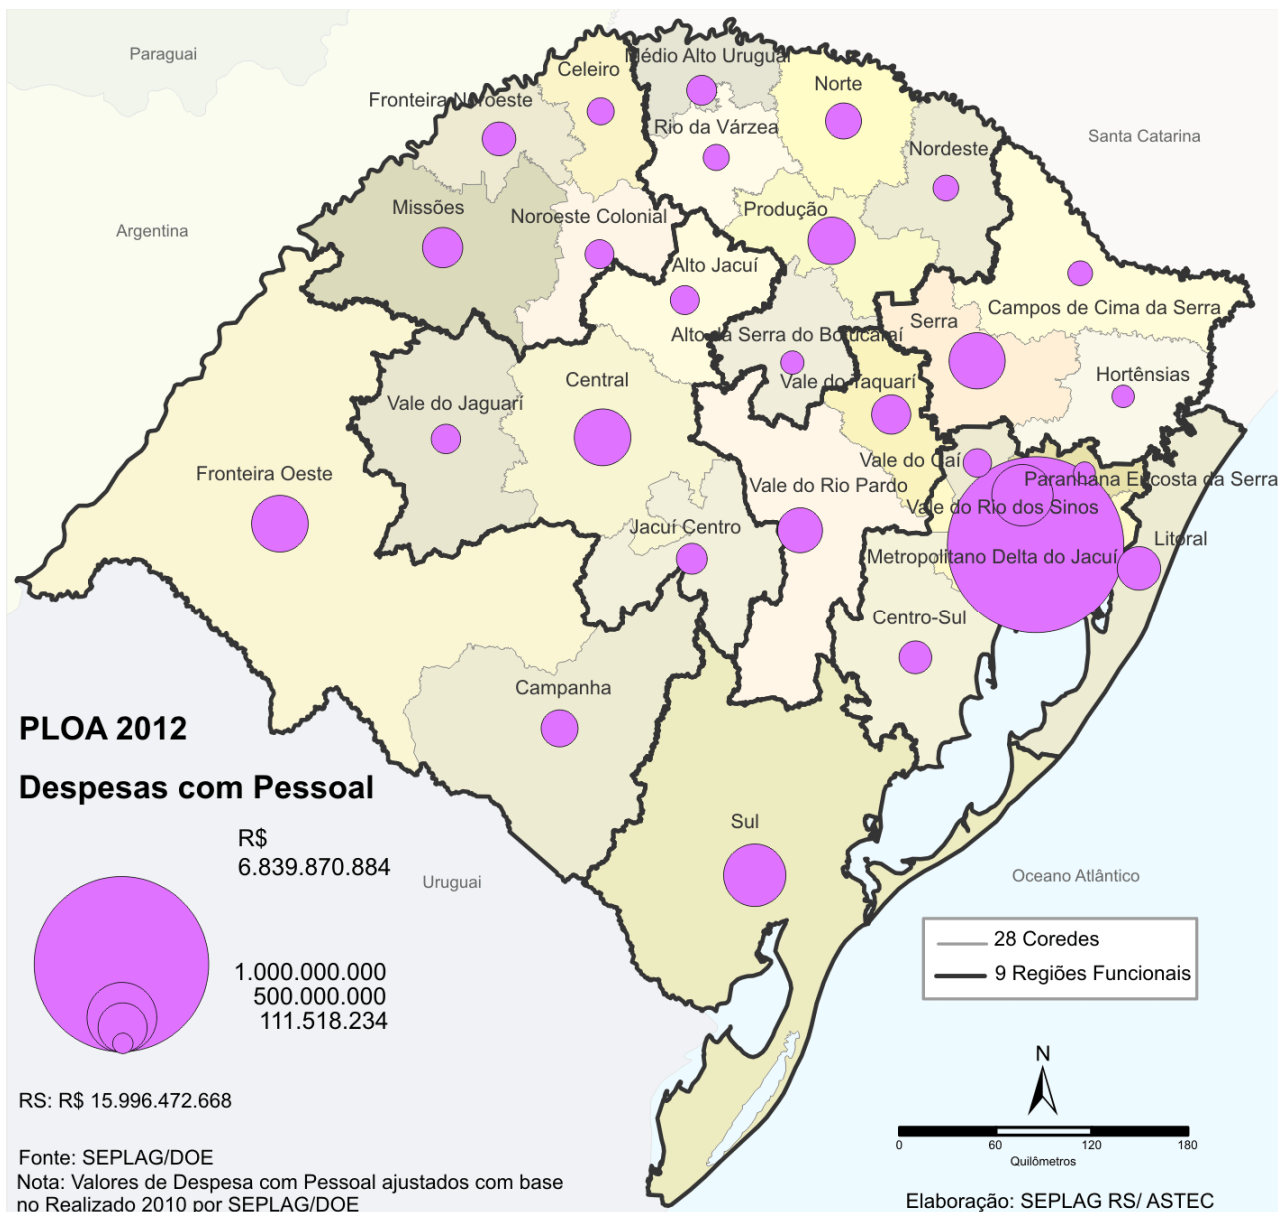 Paraguai
Médio Alto Uruguai
Celeiro
Norte
Fronteira Noroeste
Rio da Várzea
Santa Catarina
Nordeste
Missões
Noroeste Colonial
Produção
Argentina
Alto Jacuí
Campos de Cima da Serra
Serra
Alto da Serra do Botucaraí
Central
Vale do Taquarí
Hortênsias
Vale do Jaguarí
Vale do Caí
Fronteira Oeste
Paranhana Encosta da Serra
Vale do Rio Pardo
Vale do Rio dos Sinos
Jacuí Centro
Litoral
Metropolitano Delta do Jacuí
Centro-Sul
Campanha
PLOA 2012
Despesas com Pessoal
Sul
R$
6.839.870.884
Uruguai
Oceano Atlântico
28 Coredes
9 Regiões Funcionais
1.000.000.000
500.000.000
111.518.234
N
RS: R$ 15.996.472.668
0 60 120 180
Quilômetros
Fonte: SEPLAG/DOE
Nota: Valores de Despesa com Pessoal ajustados com base
no Realizado 2010 por SEPLAG/DOE
Elaboração: SEPLAG RS/ ASTEC